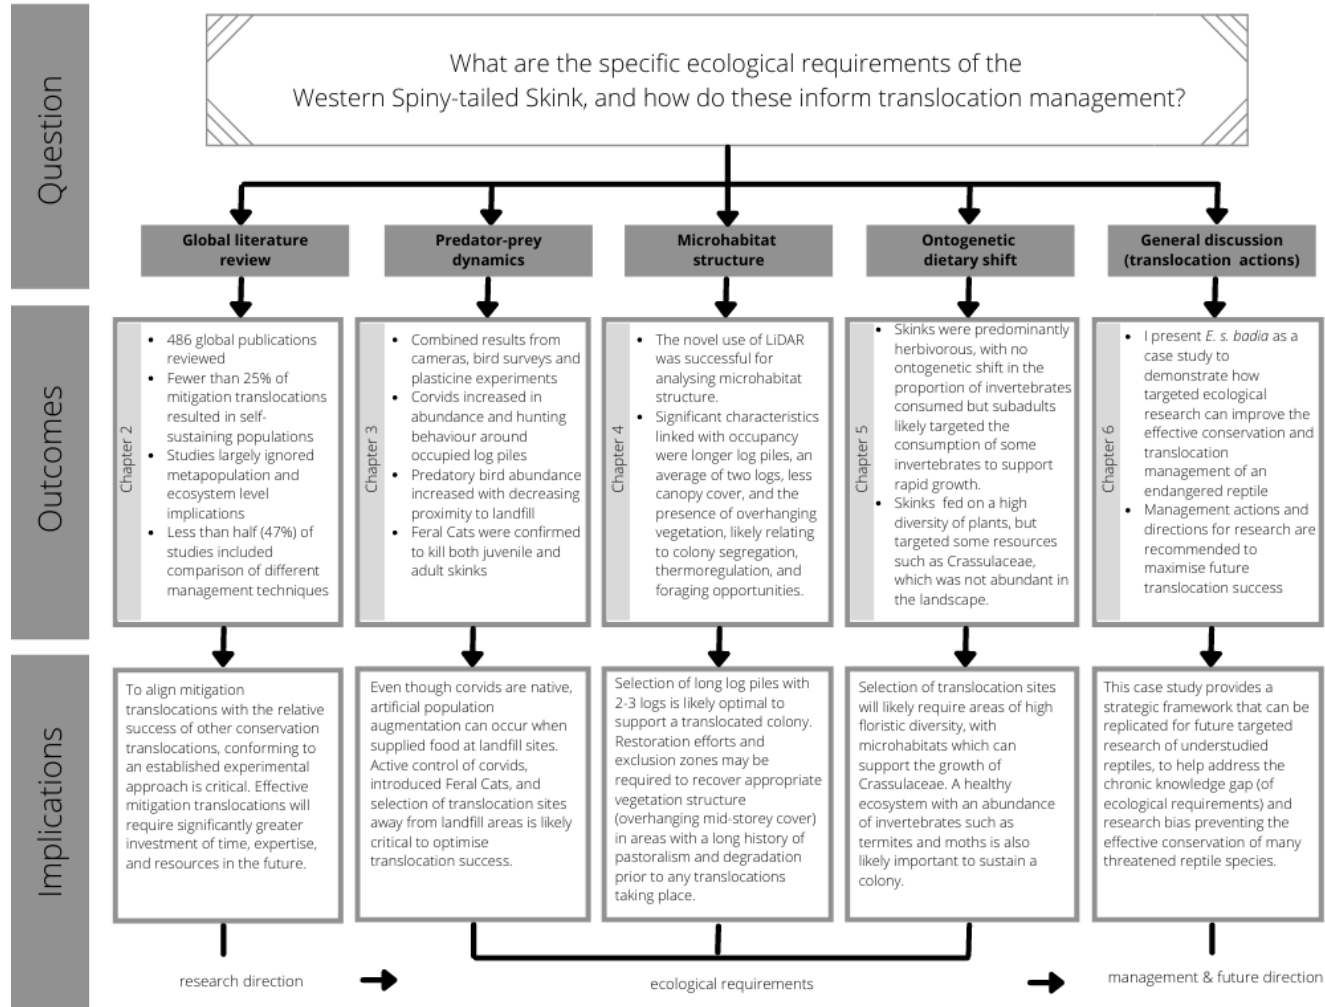 Question
What are the specific ecological requirements of the
Western Spiny-tailed Skink, and how do these inform translocation management?
Global literature
review
Predator-prey
dynamics
Microhabitat
structure
Ontogenetic
dietary shift
General discussion
(translocation actions)
Outcomes
Chapter 2
• 486 global publications
reviewed
• Fewer than 25% of
mitigation translocations
resulted in self-
sustaining populations
• Studies largely ignored
metapopulation and
ecosystem level
implications
• Less than half (47%) of
studies included
comparison of different
management techniques
Chapter 3
• Combined results from
cameras, bird surveys and
plasticine experiments
• Corvids increased in
abundance and hunting
behaviour around
occupied log piles
• Predatory bird abundance
increased with decreasing
proximity to landfill
• Feral Cats were confirmed
to kill both juvenile and
adult skinks
Chapter 4
• The novel use of LiDAR
was successful for
analysing microhabitat
structure.
• Significant characteristics
linked with occupancy
were longer log piles, an
average of two logs, less
canopy cover, and the
presence of overhanging
vegetation, likely relating
to colony segregation,
thermoregulation, and
foraging opportunities.
Chapter 5
• Skinks were predominantly
herbivorous, with no
ontogenetic shift in the
proportion of invertebrates
consumed but subadults
likely targeted the
consumption of some
invertebrates to support
rapid growth.
• Skinks fed on a high
diversity of plants, but
targeted some resources
such as Crassulaceae,
which was not abundant in
the landscape.
Chapter 6
• I present E. s. badia as a
case study to
demonstrate how
targeted ecological
research can improve the
effective conservation and
translocation
management of an
endangered reptile
• Management actions and
directions for research are
recommended to
maximise future
translocation success
Implications
To align mitigation
translocations with the relative
success of other conservation
translocations, conforming to
an established experimental
approach is critical. Effective
mitigation translocations will
require significantly greater
investment of time, expertise,
and resources in the future.
Even though corvids are native,
artificial population
augmentation can occur when
supplied food at landfill sites.
Active control of corvids,
introduced Feral Cats, and
selection of translocation sites
away from landfill areas is likely
critical to optimise
translocation success.
Selection of long log piles with
2-3 logs is likely optimal to
support a translocated colony.
Restoration efforts and
exclusion zones may be
required to recover appropriate
vegetation structure
(overhanging mid-storey cover)
in areas with a long history of
pastoralism and degradation
prior to any translocations
taking place.
Selection of translocation sites
will likely require areas of high
floristic diversity, with
microhabitats which can
support the growth of
Crassulaceae. A healthy
ecosystem with an abundance
of invertebrates such as
termites and moths is also
likely important to sustain a
colony.
This case study provides a
strategic framework that can be
replicated for future targeted
research of understudied
reptiles, to help address the
chronic knowledge gap (of
ecological requirements) and
research bias preventing the
effective conservation of many
threatened reptile species.
research direction
ecological requirements
management & future direction